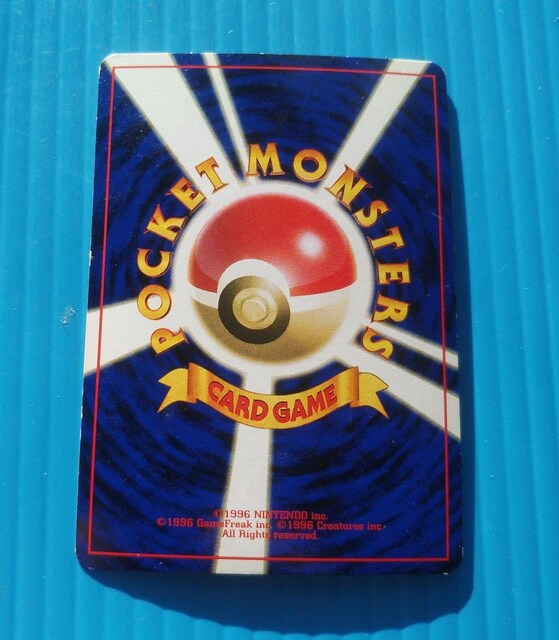 POCKET MONSTERS
CARD GAME
©1996 NINTENDO inc.
©1996 GameFreak inc. ©1996 Creatures inc.
All Rights reserved.